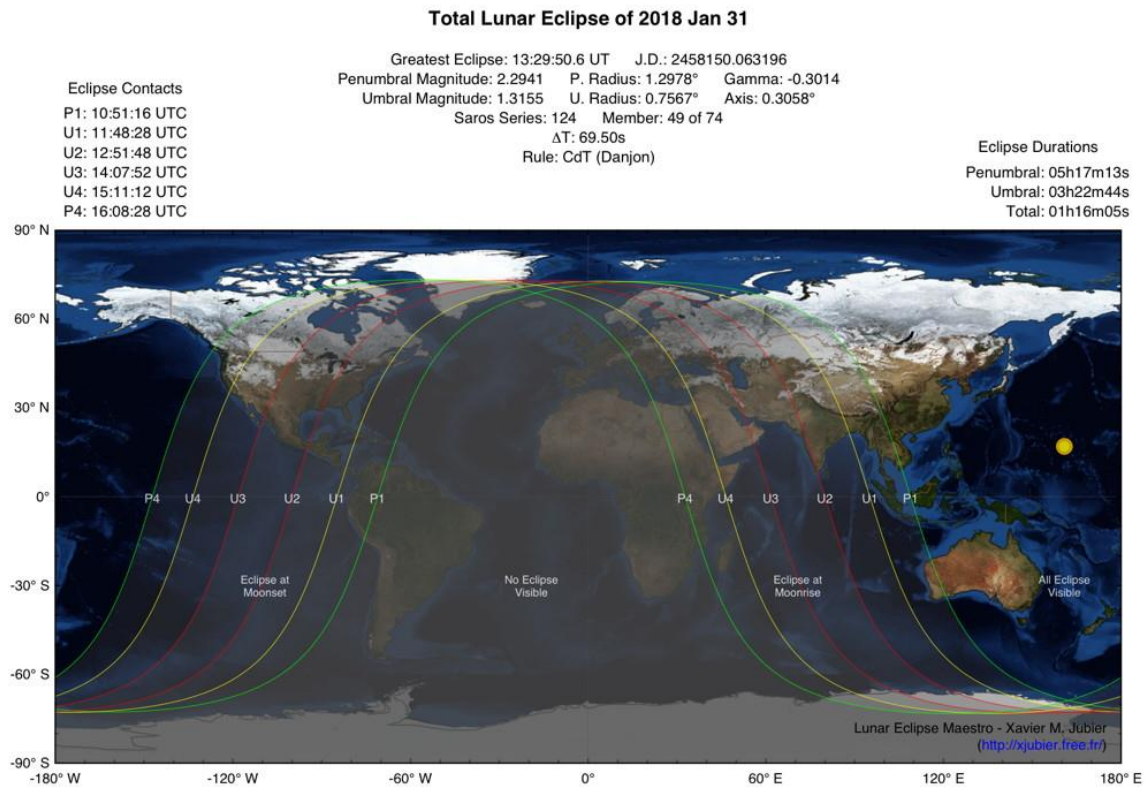 Total Lunar Eclipse of 2018 Jan 31
Greatest Eclipse: 13:29:50.6 UT J.D.: 2458150.063196
Penumbral Magnitude: 2.2941 P. Radius: 1.2978° Gamma: -0.3014
Umbral Magnitude: 1.3155 U. Radius: 0.7567° Axis: 0.3058°
Saros Series: 124 Member: 49 of 74
ΔT: 69.50s
Rule: CdT (Danjon)
Eclipse Contacts
P1: 10:51:16 UTC
U1: 11:48:28 UTC
U2: 12:51:48 UTC
U3: 14:07:52 UTC
U4: 15:11:12 UTC
P4: 16:08:28 UTC
Eclipse Durations
Penumbral: 05h17m13s
Umbral: 03h22m44s
Total: 01h16m05s
90° N
60° N
30° N
0°
30° S
60° S
90° S
P4 U4 U3 U2 U1 P1 P4 U4 U3 U2 U1 P1
Eclipse at
Moonset
No Eclipse
Visible
Eclipse at
Moonrise
All Eclipse
Visible
Lunar Eclipse Maestro - Xavier M. Jubier
(http://xjubier.free.fr/)
-180° W -120° W -60° W 0° 60° E 120° E 180° E